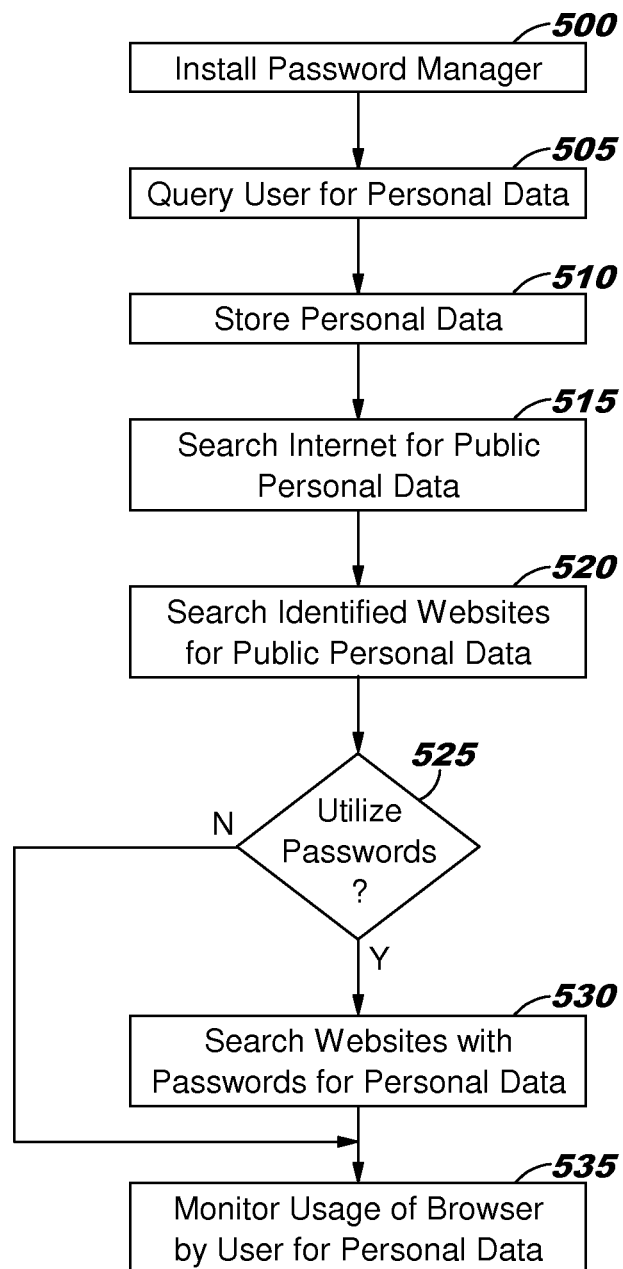 500
Install Password Manager
505
Query User for Personal Data
510
Store Personal Data
515
Search Internet for Public
Personal Data
520
Search Identified Websites
for Public Personal Data
525
Utilize
Passwords
?
N
Y
530
Search Websites with
Passwords for Personal Data
535
Monitor Usage of Browser
by User for Personal Data